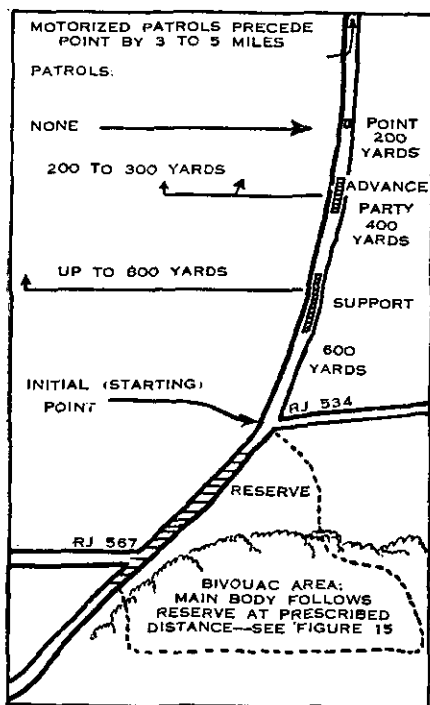 MOTORIZED PATROLS PRECEDE
POINT BY 3 TO 5 MILES
PATROLS:
NONE
POINT
200
YARDS
200 TO 300 YARDS
ADVANCE
PARTY
400
YARDS
UP TO 800 YARDS
SUPPORT
600
YARDS
INITIAL (STARTING)
POINT
RJ 534
RESERVE
RJ 567
BIVOUAC AREA;
MAIN BODY FOLLOWS
RESERVE AT PRESCRIBED
DISTANCE—SEE FIGURE 15